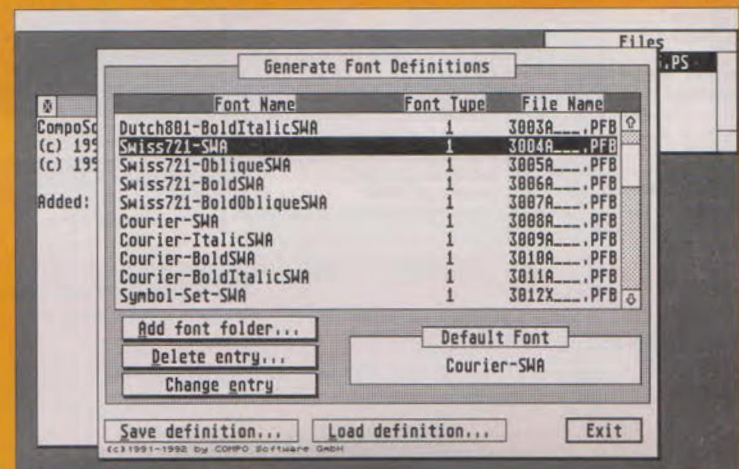 Files
.PS
Generate Font Definitions
Font Name Font Type File Name
Dutch801-BoldItalicSWA 1 3003A___.PFB
Swiss721-SWA 1 3004A___.PFB
Swiss721-ObliqueSWA 1 3005A___.PFB
Swiss721-BoldSWA 1 3006A___.PFB
Swiss721-BoldObliqueSWA 1 3007A___.PFB
Courier-SWA 1 3008A___.PFB
Courier-ItalicSWA 1 3009A___.PFB
Courier-BoldSWA 1 3010A___.PFB
Courier-BoldItalicSWA 1 3011A___.PFB
Symbol-Set-SWA 1 3012X___.PFB
CompoSc
(c) 199
(c) 199
Added:
Add font folder...
Delete entry...
Change entry
Default Font
Courier-SWA
Save definition... Load definition... Exit
(c)1991-1992 by COMPO Software GmbH